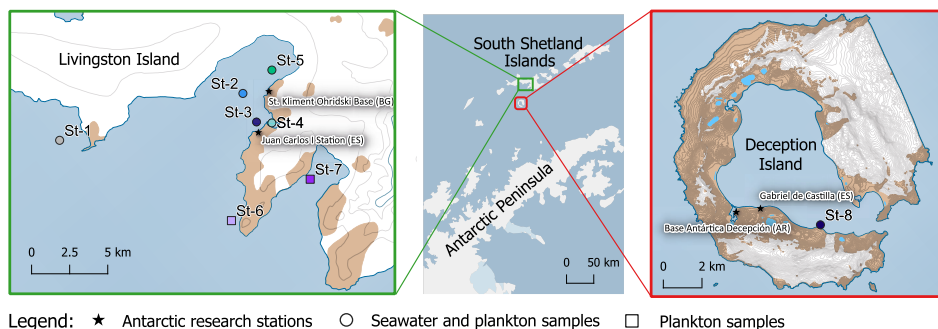 Livingston Island
St-5
St-2
St. Kliment Ohridski Base (BG)
St-3
St-4
St-1
Juan Carlos I Station (ES)
St-7
St-6
0 2.5 5 km
South Shetland
Islands
Antarctic Peninsula
0 50 km
Deception
Island
Gabriel de Castilla (ES)
St-8
Base Antártica Decepción (AR)
0 2 km
Legend: Antarctic research stations Seawater and plankton samples Plankton samples